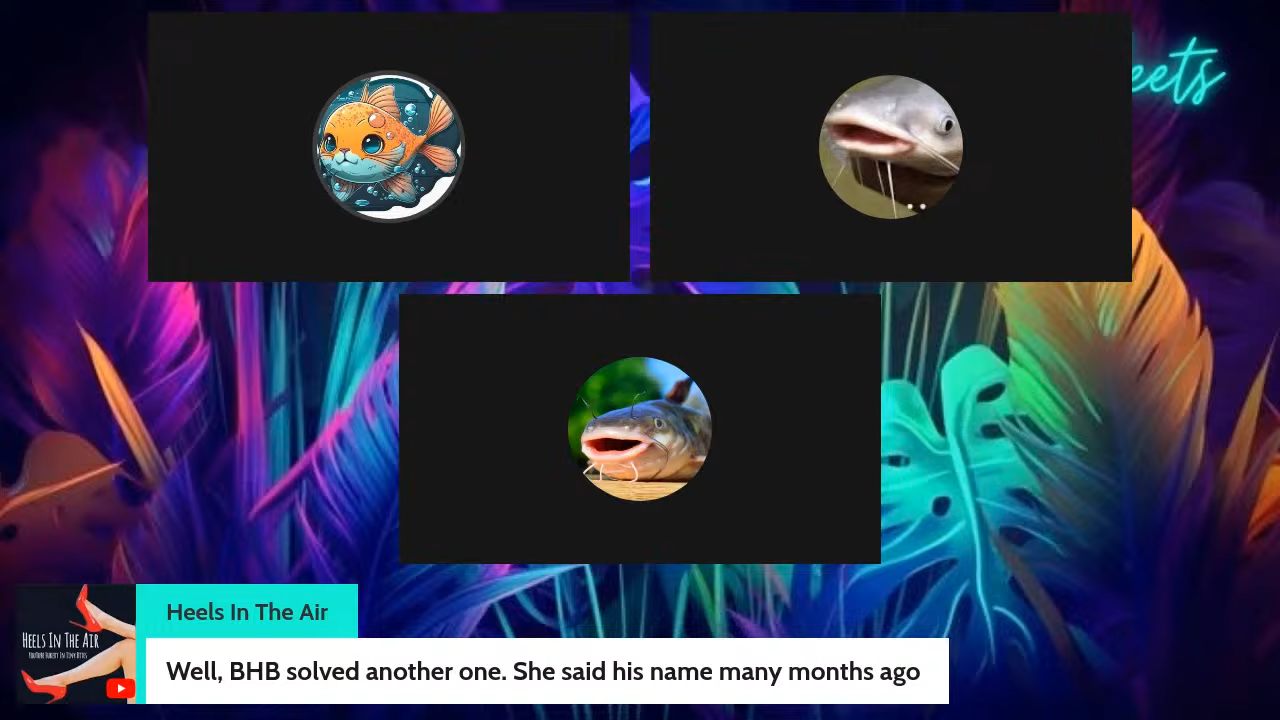 eets
Heels In The Air
HEELS IN THE AIR
Well, BHB solved another one. She said his name many months ago